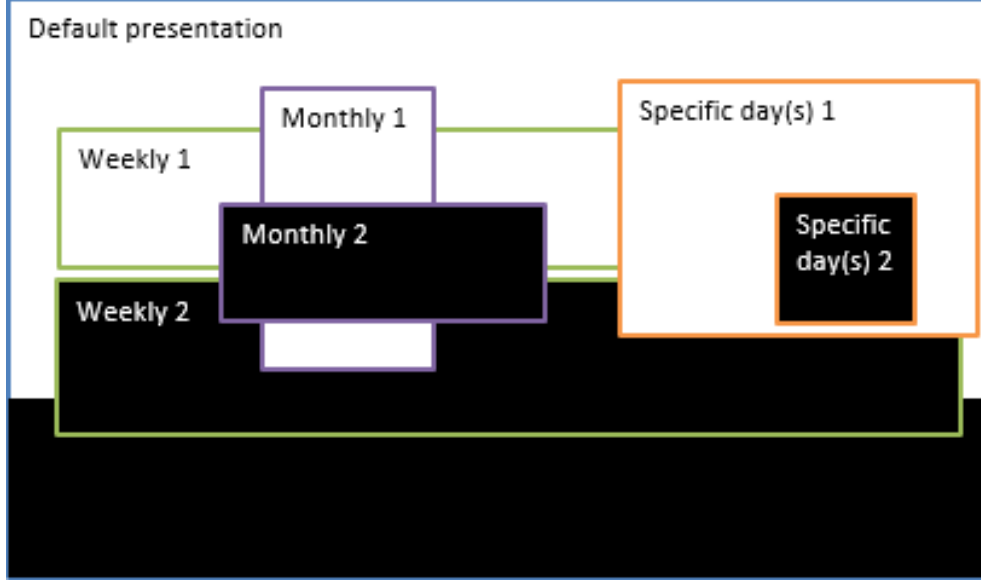 Default presentation
Monthly 1
Specific day(s) 1
Weekly 1
Monthly 2
Specific
day(s) 2
Weekly 2